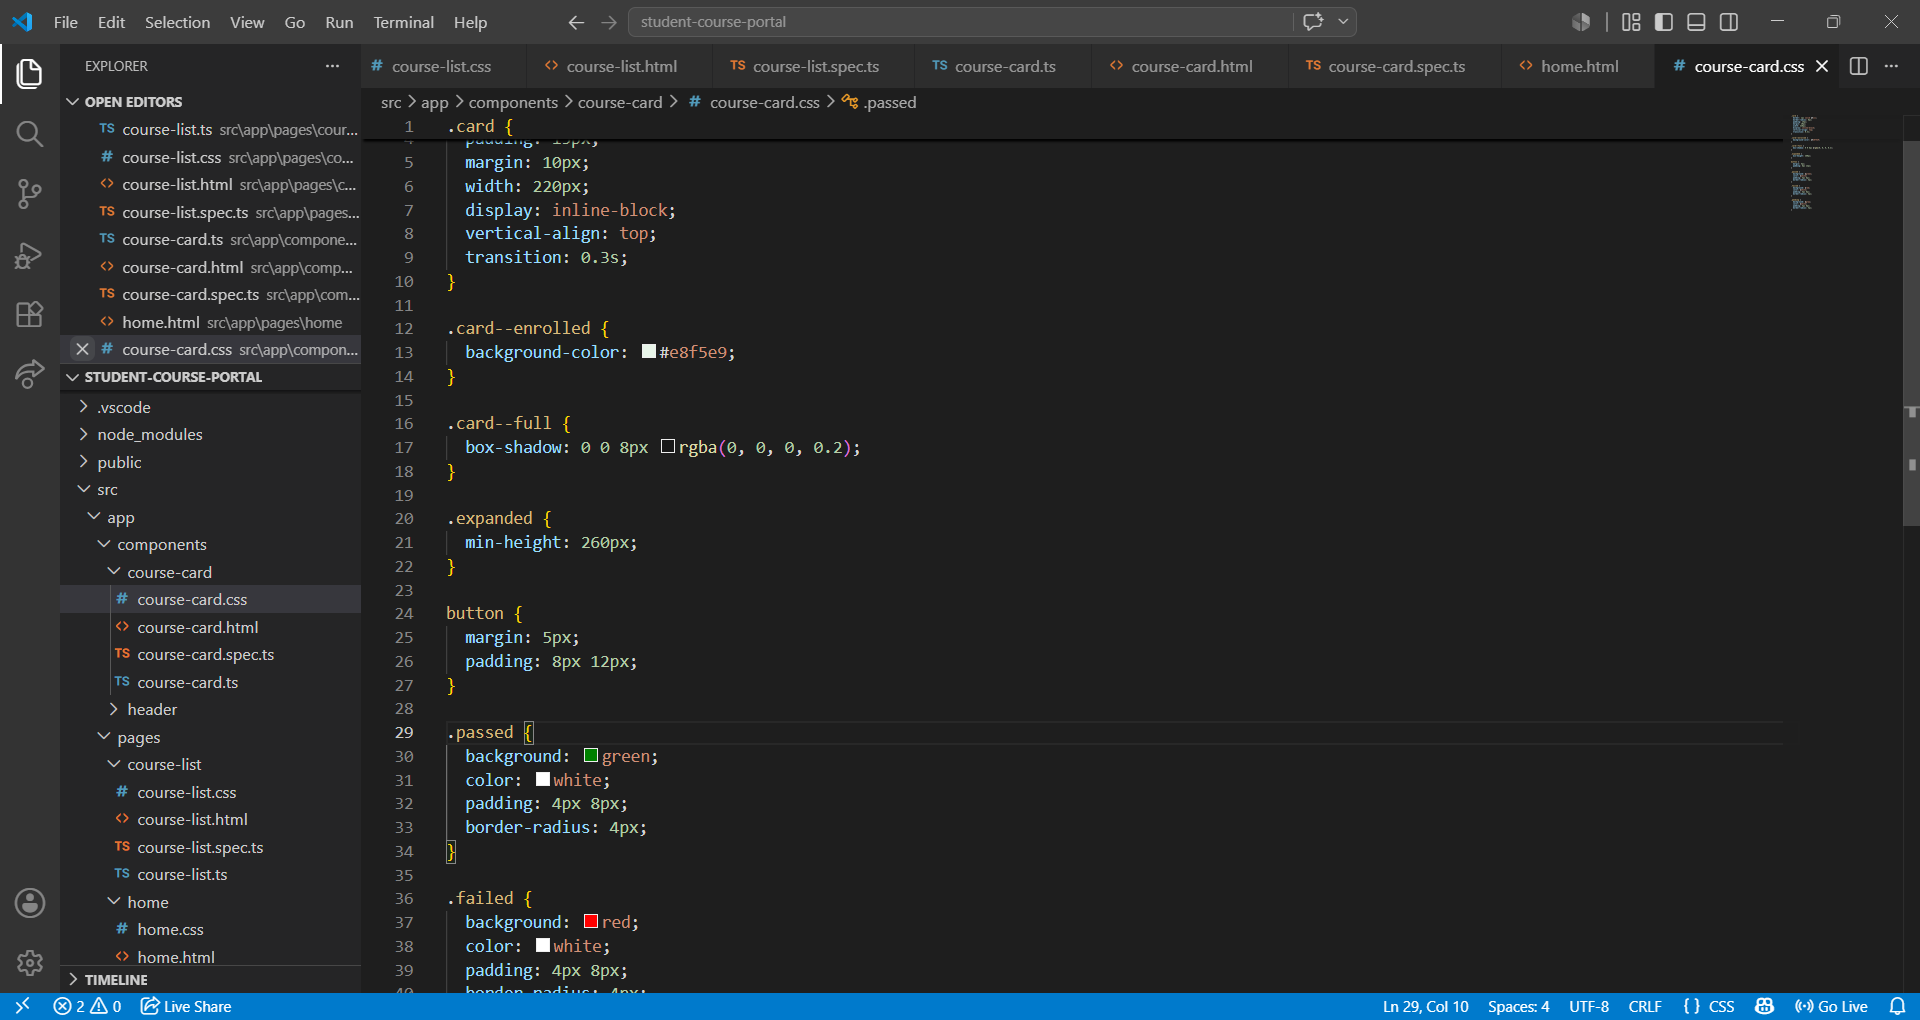 File Edit Selection View Go Run Terminal Help
student-course-portal
EXPLORER
OPEN EDITORS
TS course-list.ts src\app\pages\cour...
# course-list.css src\app\pages\co...
<> course-list.html src\app\pages\c...
TS course-list.spec.ts src\app\pages...
TS course-card.ts src\app\compone...
<> course-card.html src\app\comp...
TS course-card.spec.ts src\app\com...
<> home.html src\app\pages\home
# course-card.css src\app\compon...
STUDENT-COURSE-PORTAL
.vscode
node_modules
public
src
app
components
course-card
# course-card.css
<> course-card.html
TS course-card.spec.ts
TS course-card.ts
header
pages
course-list
# course-list.css
<> course-list.html
TS course-list.spec.ts
TS course-list.ts
home
# home.css
<> home.html
TIMELINE
# course-list.css <> course-list.html TS course-list.spec.ts TS course-card.ts <> course-card.html TS course-card.spec.ts <> home.html # course-card.css
src > app > components > course-card > # course-card.css > .passed
1 .card {
4 padding: 15px;
5 margin: 10px;
6 width: 220px;
7 display: inline-block;
8 vertical-align: top;
9 transition: 0.3s;
10 }
11
12 .card--enrolled {
13 background-color: #e8f5e9;
14 }
15
16 .card--full {
17 box-shadow: 0 0 8px rgba(0, 0, 0, 0.2);
18 }
19
20 .expanded {
21 min-height: 260px;
22 }
23
24 button {
25 margin: 5px;
26 padding: 8px 12px;
27 }
28
29 .passed {
30 background: green;
31 color: white;
32 padding: 4px 8px;
33 border-radius: 4px;
34 }
35
36 .failed {
37 background: red;
38 color: white;
39 padding: 4px 8px;
40 border-radius: 4px;
2 0 Live Share
Ln 29, Col 10 Spaces: 4 UTF-8 CRLF { } CSS Go Live